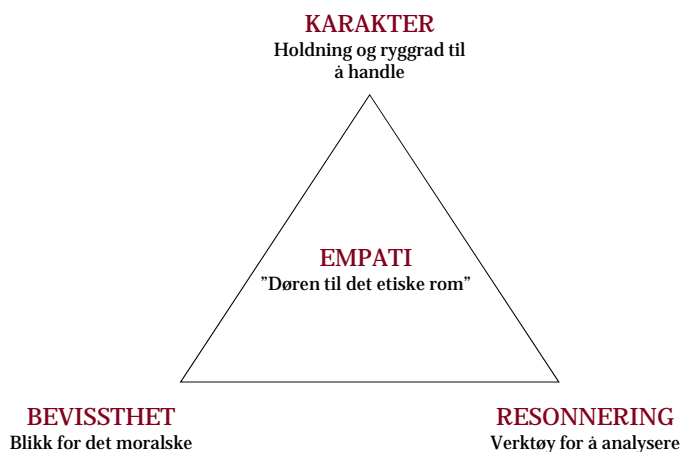 KARAKTER
Holdning og ryggrad til
å handle
EMPATI
”Døren til det etiske rom”
BEVISSTHET
Blikk for det moralske
RESONNERING
Verktøy for å analysere